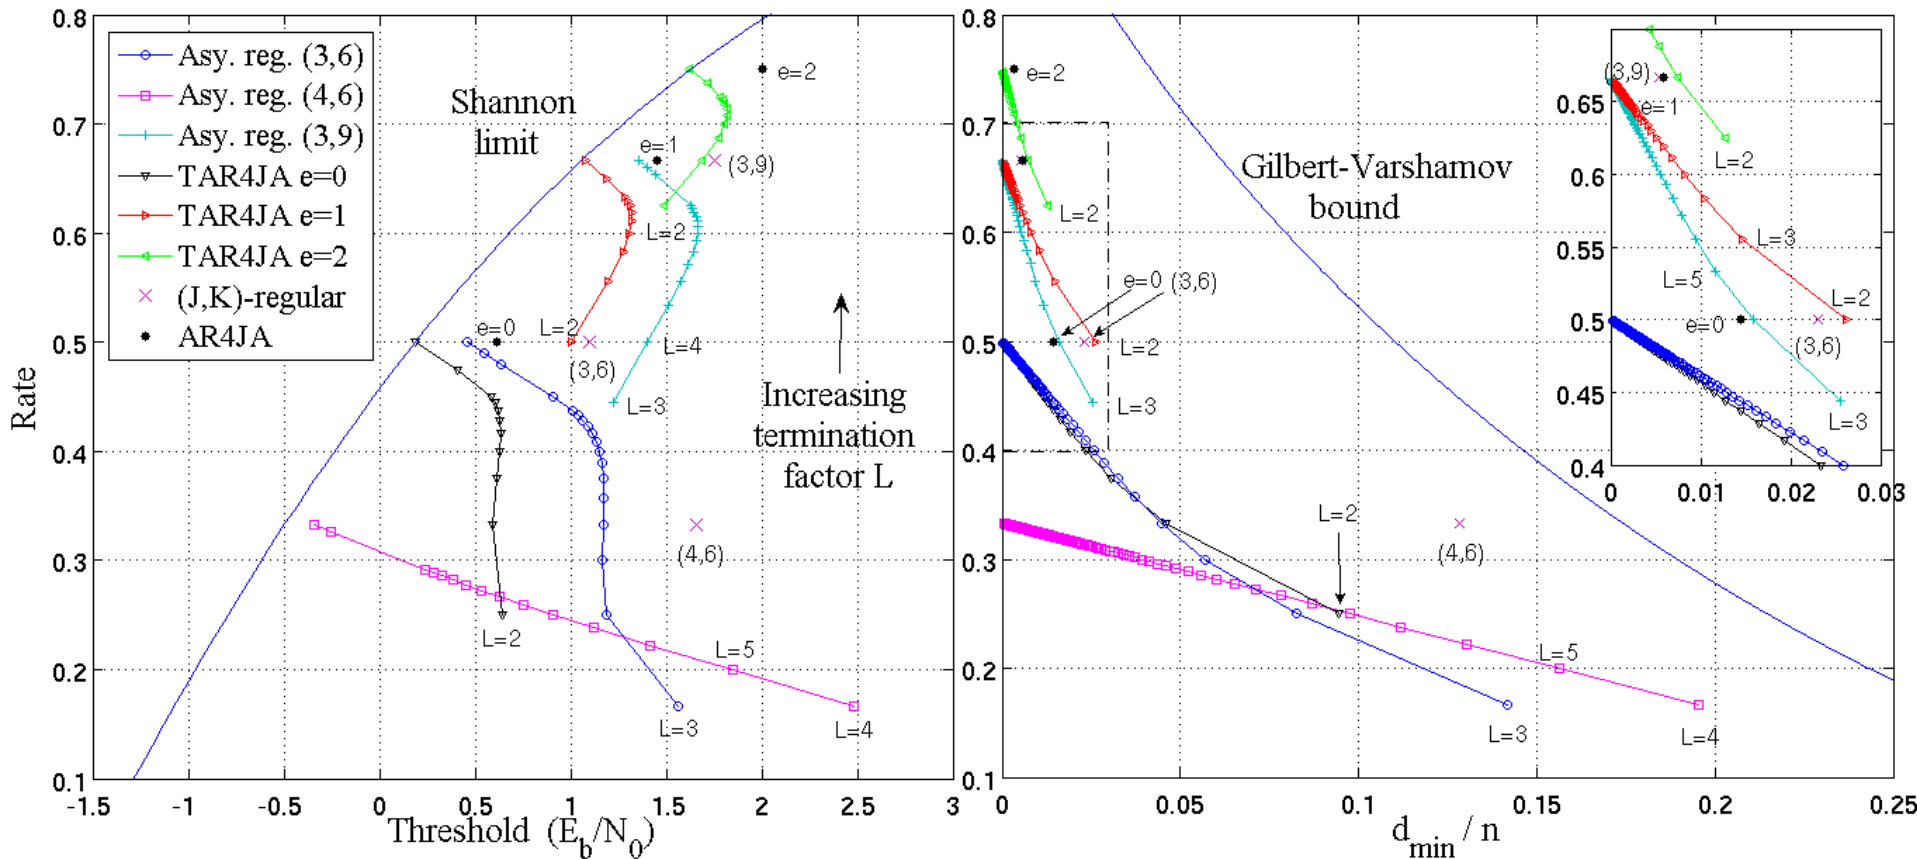 0.8
0.7
0.6
0.5
0.4
0.3
0.2
0.1
Rate
Asy. reg. (3,6)
Asy. reg. (4,6)
Asy. reg. (3,9)
TAR4JA e=0
TAR4JA e=1
TAR4JA e=2
(J,K)-regular
AR4JA
Shannon
limit
e=2
e=1
(3,9)
L=2
e=0
L=2
(3,6)
L=4
L=3
Increasing
termination
factor L
(4,6)
L=2
L=5
L=3
L=4
-1.5
-1
-0.5
0
0.5
1
1.5
2
2.5
3
Threshold (E_b/N_0)
0.8
0.7
0.6
0.5
0.4
0.3
0.2
0.1
e=2
L=2
Gilbert-Varshamov
bound
e=0
(3,6)
L=2
L=3
L=2
(4,6)
L=5
L=3
L=4
0
0.05
0.1
0.15
0.2
0.25
d_min / n
0.65
0.6
0.55
0.5
0.45
0.4
(3,9)
e=1
L=2
L=3
L=5
L=2
e=0
(3,6)
L=3
0
0.01
0.02
0.03